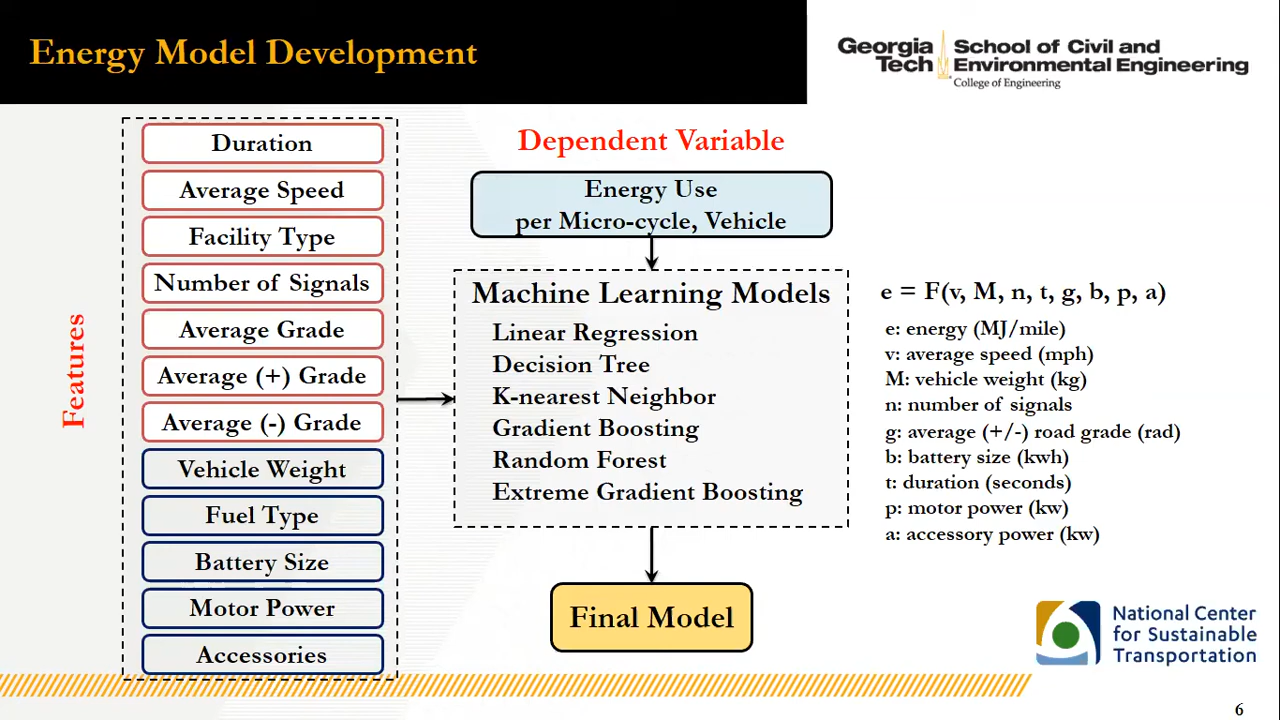 Energy Model Development
Georgia
Tech
School of Civil and
Environmental Engineering
College of Engineering
Features
Duration
Average Speed
Facility Type
Number of Signals
Average Grade
Average (+) Grade
Average (-) Grade
Vehicle Weight
Fuel Type
Battery Size
Motor Power
Accessories
Dependent Variable
Energy Use
per Micro-cycle, Vehicle
Machine Learning Models
Linear Regression
Decision Tree
K-nearest Neighbor
Gradient Boosting
Random Forest
Extreme Gradient Boosting
Final Model
e = F(v, M, n, t, g, b, p, a)
e: energy (MJ/mile)
v: average speed (mph)
M: vehicle weight (kg)
n: number of signals
g: average (+/-) road grade (rad)
b: battery size (kwh)
t: duration (seconds)
p: motor power (kw)
a: accessory power (kw)
National Center
for Sustainable
Transportation
6